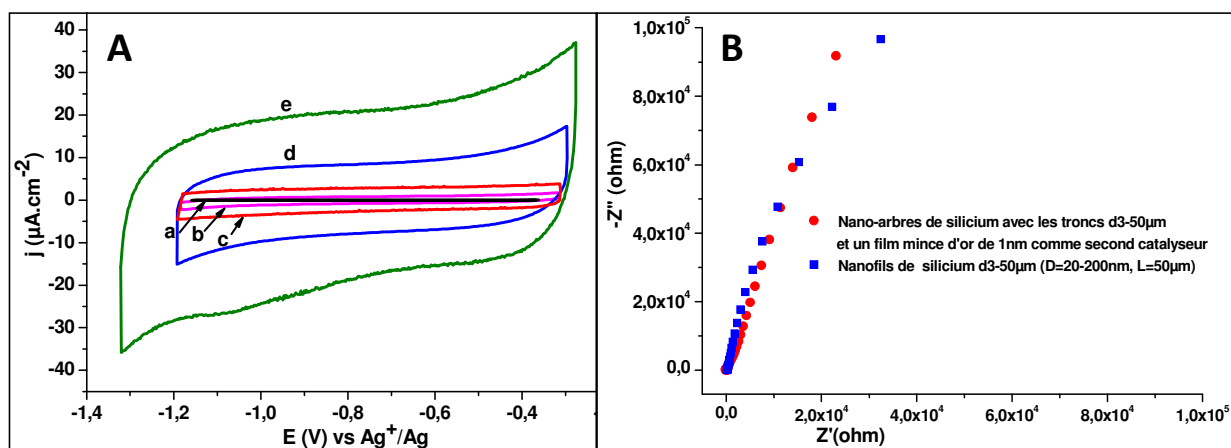 A
40
30
20
10
0
-10
-20
-30
-40
j (µA.cm⁻²)
e
d
a
b
c
-1,2
-1,0
-0,8
-0,6
-0,4
E (V) vs Ag⁺/Ag
B
1,0x10⁵
8,0x10⁴
6,0x10⁴
4,0x10⁴
2,0x10⁴
0,0
-Z" (ohm)
Nano-arbres de silicium avec les troncs d3-50µm
et un film mince d'or de 1nm comme second catalyseur
Nanofils de silicium d3-50µm (D=20-200nm, L=50µm)
0,0
2,0x10⁴
4,0x10⁴
6,0x10⁴
8,0x10⁴
1,0x10⁵
Z'(ohm)